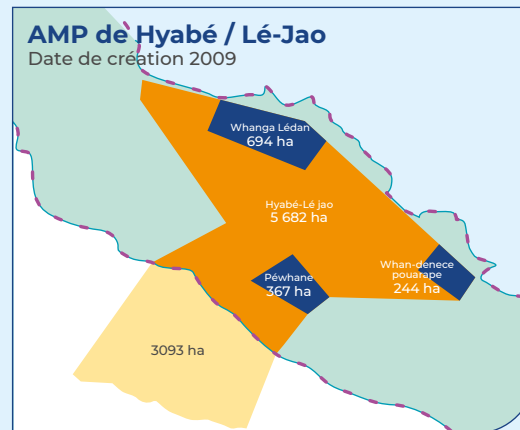 AMP de Hyabé / Lé-Jao
Date de création 2009
Whanga Lédan
694 ha
Hyabé-Lé jao
5 682 ha
Whan-denece
pouarape
244 ha
Péwhane
367 ha
3093 ha